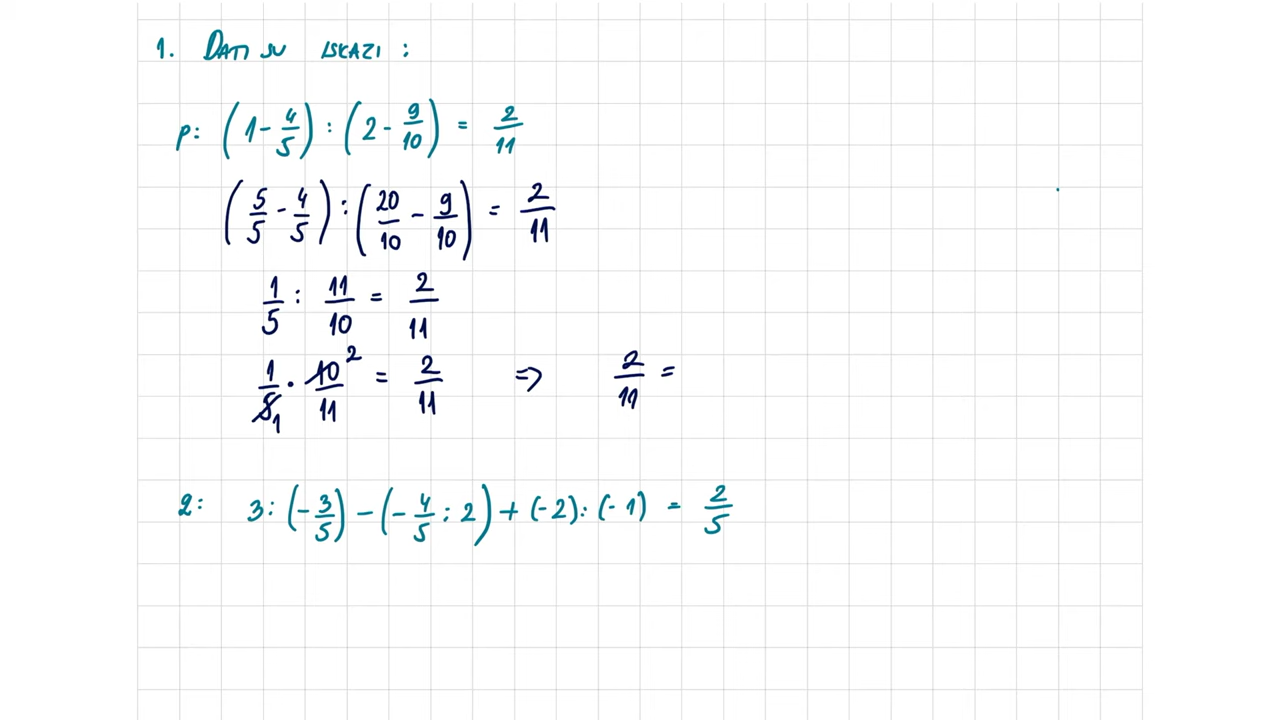 1. DATI SU ISKAZI :
p: (1 - 4/5) : (2 - 9/10) = 2/11
(5/5 - 4/5) : (20/10 - 9/10) = 2/11
1/5 : 11/10 = 2/11
1/5 1 · 10 2/11 = 2/11 => 2/11 =
2: 3 : (- 3/5) - (- 4/5 : 2) + (-2) : (-1) = 2/5